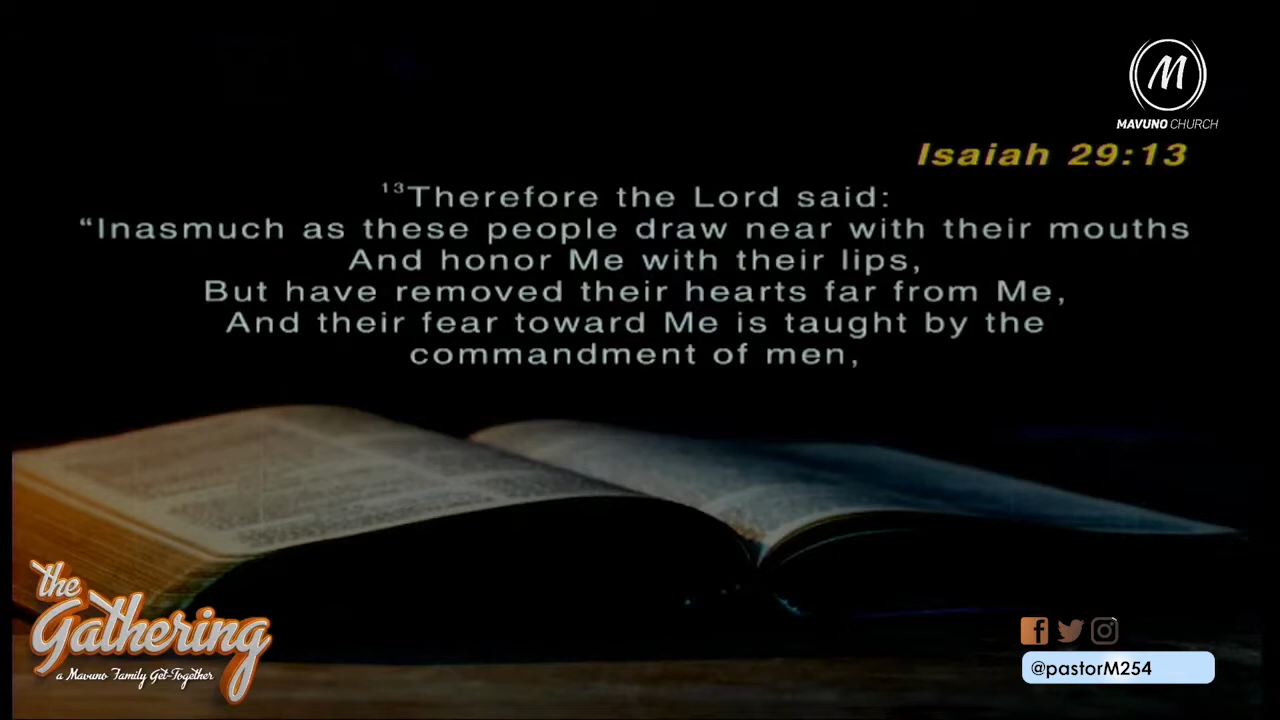 M
MAVUNO CHURCH
Isaiah 29:13
¹³Therefore the Lord said:
“Inasmuch as these people draw near with their mouths
And honor Me with their lips,
But have removed their hearts far from Me,
And their fear toward Me is taught by the
commandment of men,
the
Gathering
a Mavuno Family Get-Together
f
@pastorM254